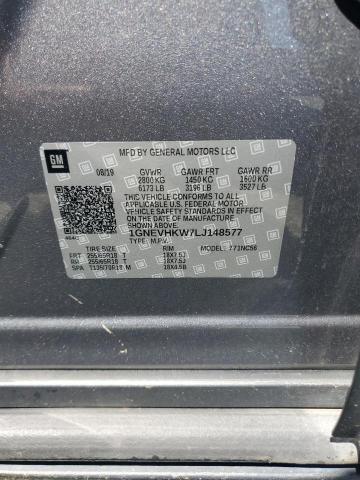 GM
MFD BY GENERAL MOTORS LLC
08/19 GVWR GAWR FRT GAWR RR
2800 KG 1450 KG 1600 KG
6173 LB 3196 LB 3527 LB
THIS VEHICLE CONFORMS TO ALL
APPLICABLE U.S. FEDERAL MOTOR
VEHICLE SAFETY STANDARDS IN
EFFECT ON THE DATE OF
MANUFACTURE SHOWN ABOVE.
1GNEVHKW7LJ148577
TYPE: M.P.V. MODEL:
TIRE SIZE RIM
FRT 255/65R18 T 18X7.5J
RR 255/65R18 T 18X7.5J
SPA T135/70R18 M 18X4.5B